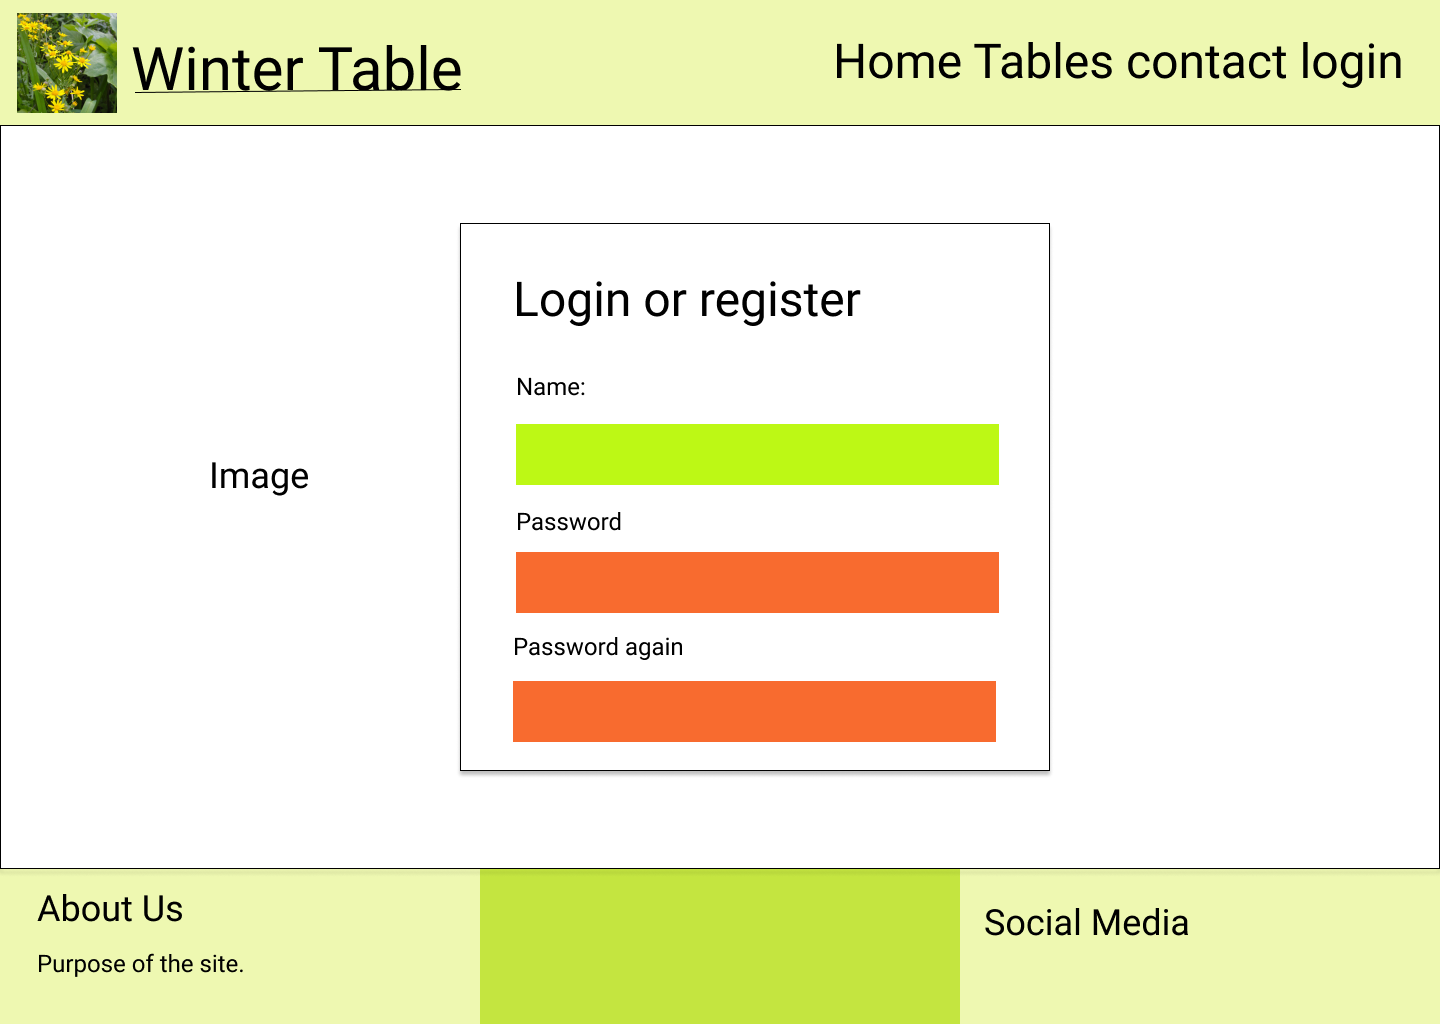 Winter Table
Home Tables contact login
Login or register
Name:
Image
Password
Password again
About Us
Social Media
Purpose of the site.